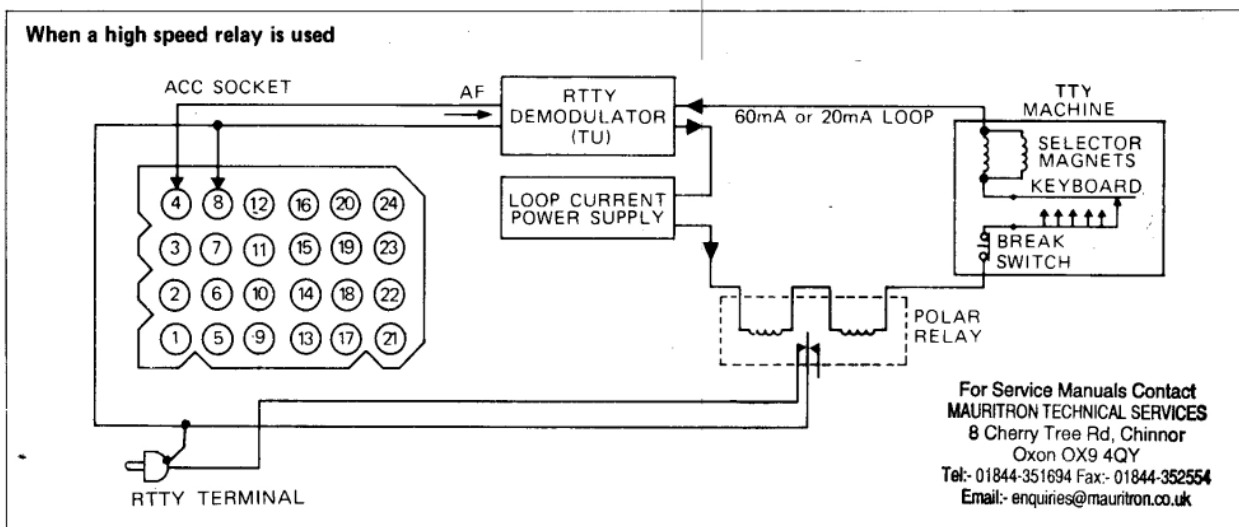 When a high speed relay is used
ACC SOCKET
AF
RTTY
DEMODULATOR
(TU)
60mA or 20mA LOOP
TTY
MACHINE
SELECTOR
MAGNETS
KEYBOARD
BREAK
SWITCH
LOOP CURRENT
POWER SUPPLY
4 8 12 16 20 24
3 7 11 15 19 23
2 6 10 14 18 22
1 5 9 13 17 21
POLAR
RELAY
RTTY TERMINAL
For Service Manuals Contact
MAURITRON TECHNICAL SERVICES
8 Cherry Tree Rd, Chinnor
Oxon OX9 4QY
Tel:- 01844-351694 Fax:- 01844-352554
Email:- enquiries@mauritron.co.uk